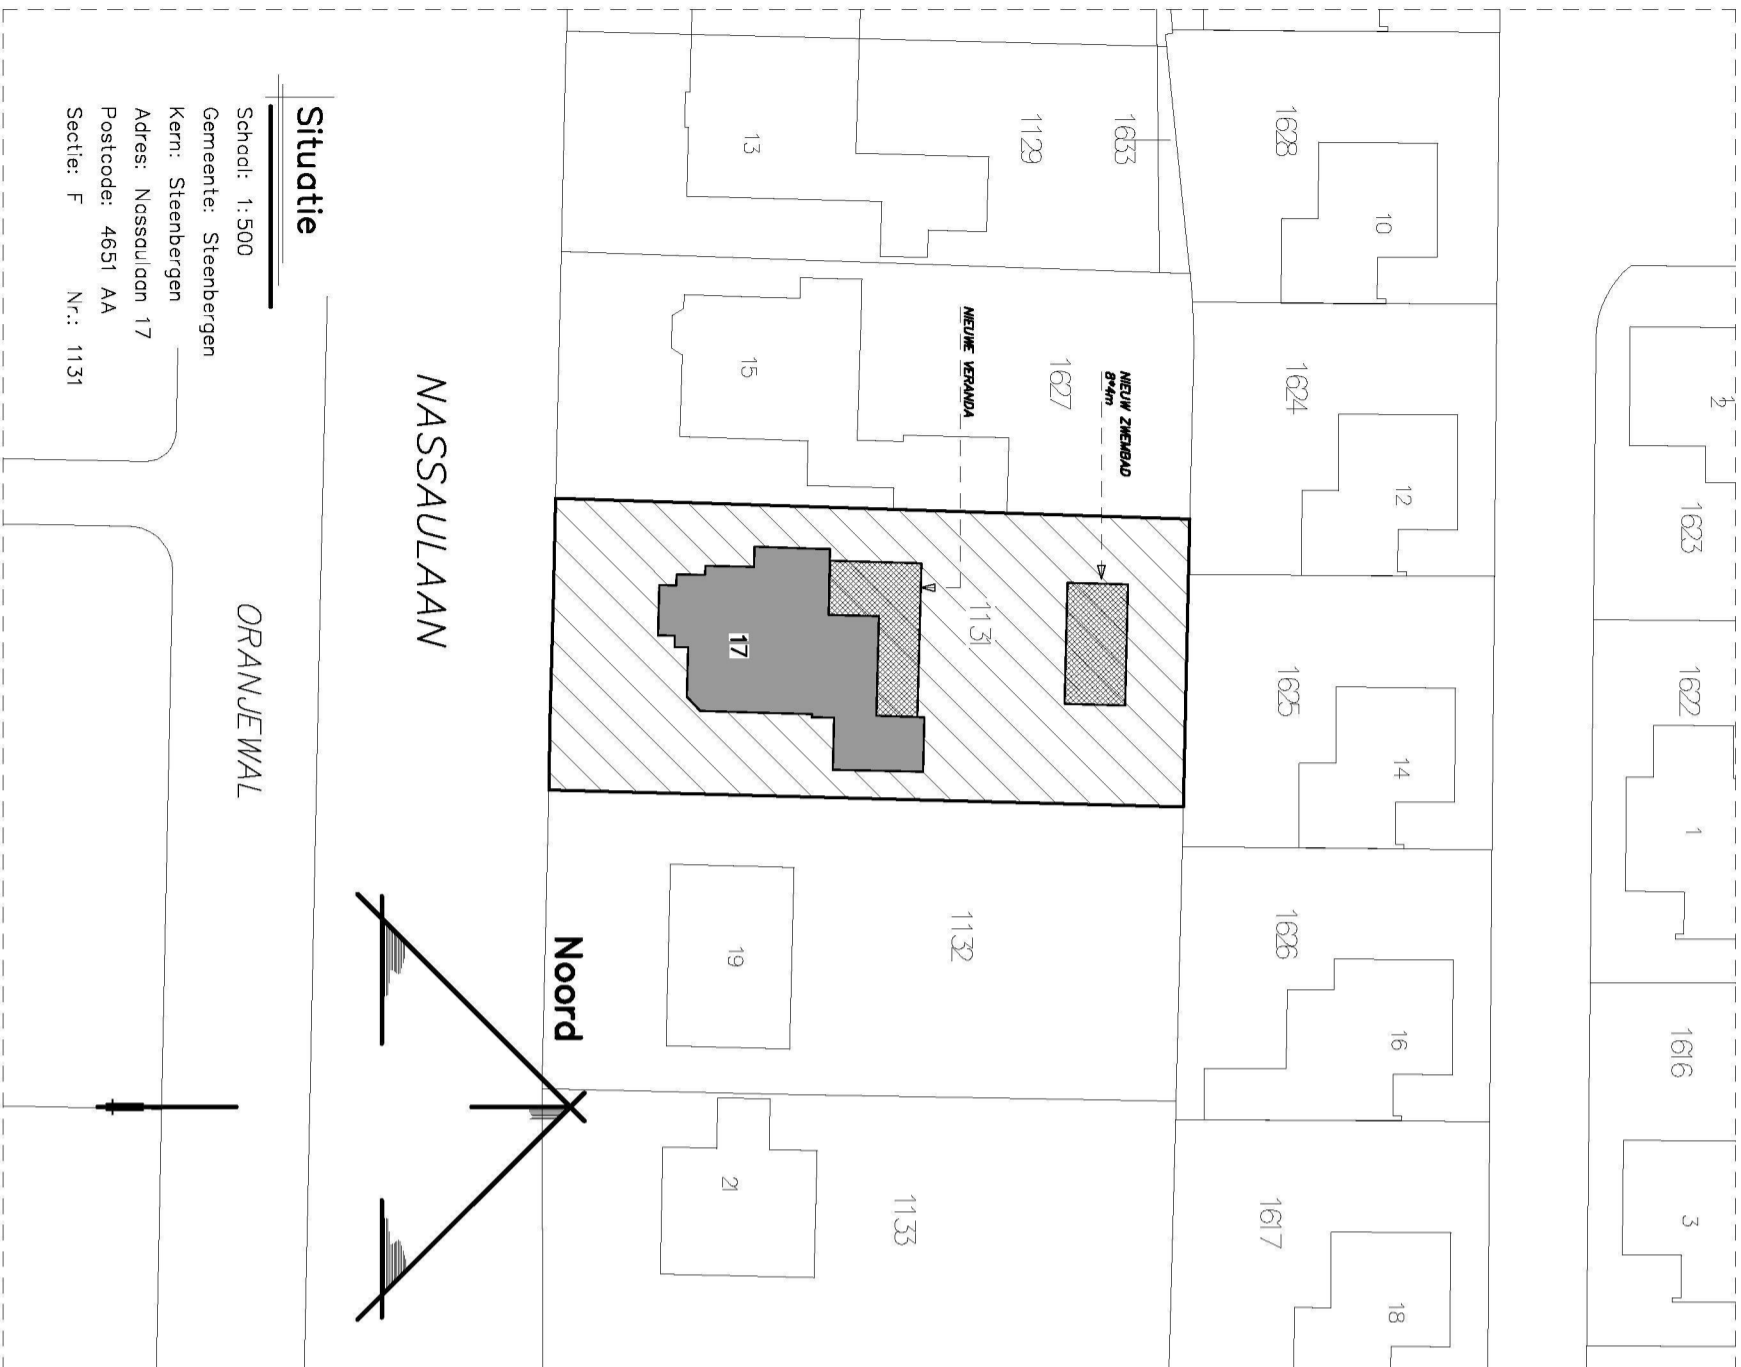 Situatie
Schaal: 1:500
Gemeente: Steenbergen
Kern: Steenbergen
Adres: Nassaulaan 17
Postcode: 4651 AA
Sectie: F Nr.: 1131
NASSAULAAN
ORANJEWAL
Noord
NIEUWE VERANDA
NIEUW ZWEMBAD
8*4m
13
1129
1633
1628
10
15
1627
1624
12
2
1623
17
1131
1625
14
1622
1
19
1132
1626
16
1616
21
1133
1617
18
3